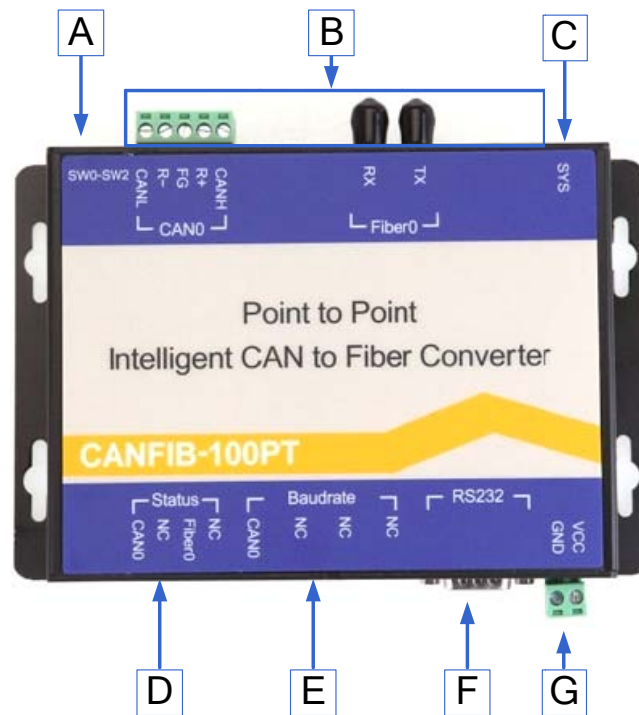 A
B
C
SW0-SW2
CANL
R-
FG
R+
CANH
CAN0
RX
TX
Fiber0
SYS
Point to Point
Intelligent CAN to Fiber Converter
CANFIB-100PT
Status
CAN0
NC
Fiber0
NC
Baudrate
CAN0
NC
NC
NC
RS232
GND
VCC
D
E
F
G